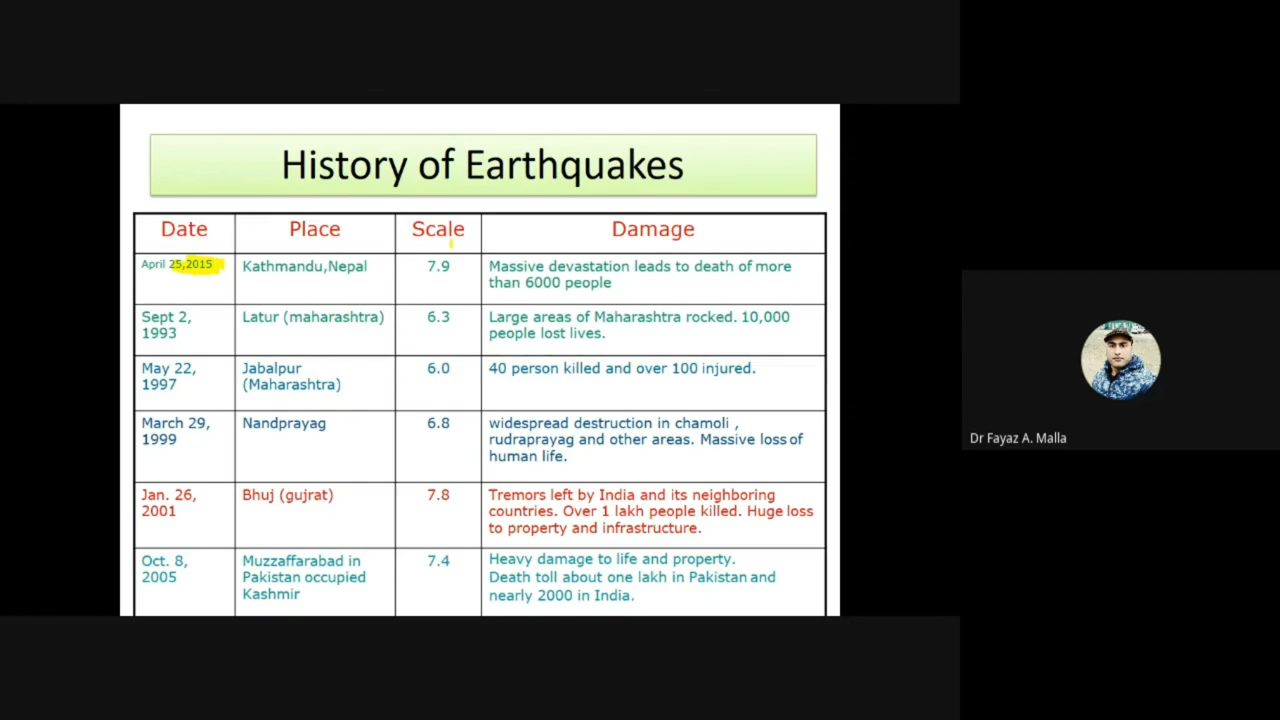 History of Earthquakes
Date Place Scale Damage
April 25,2015 Kathmandu,Nepal 7.9 Massive devastation leads to death of more
than 6000 people
Sept 2, Latur (maharashtra) 6.3 Large areas of Maharashtra rocked. 10,000
1993 people lost lives.
May 22, Jabalpur 6.0 40 person killed and over 100 injured.
1997 (Maharashtra)
March 29, Nandprayag 6.8 widespread destruction in chamoli ,
1999 rudraprayag and other areas. Massive loss of
human life.
Jan. 26, Bhuj (gujrat) 7.8 Tremors left by India and its neighboring
2001 countries. Over 1 lakh people killed. Huge loss
to property and infrastructure.
Oct. 8, Muzzaffarabad in 7.4 Heavy damage to life and property.
2005 Pakistan occupied Death toll about one lakh in Pakistan and
Kashmir nearly 2000 in India.
Dr Fayaz A. Malla